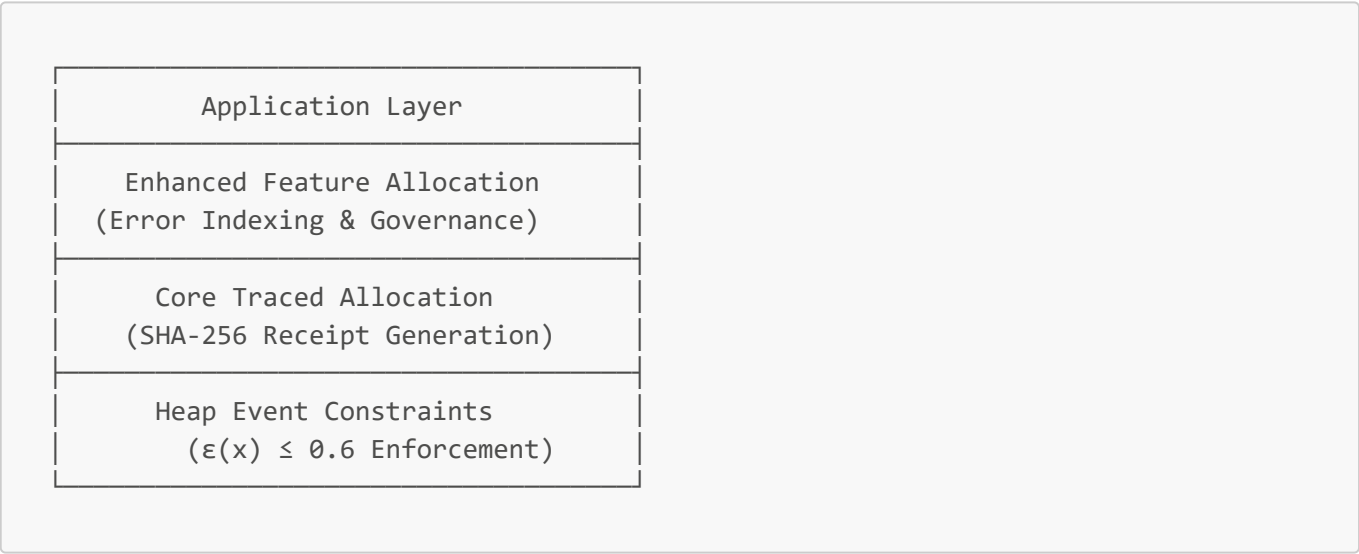 Application Layer
Enhanced Feature Allocation
(Error Indexing & Governance)
Core Traced Allocation
(SHA-256 Receipt Generation)
Heap Event Constraints
(ε(x) ≤ 0.6 Enforcement)